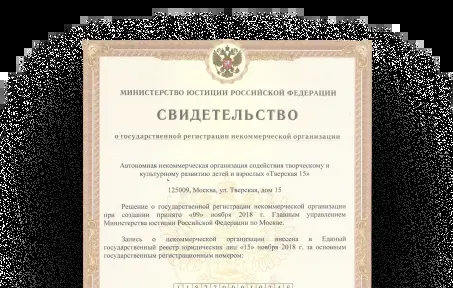 МИНИСТЕРСТВО ЮСТИЦИИ РОССИЙСКОЙ ФЕДЕРАЦИИ
СВИДЕТЕЛЬСТВО
о государственной регистрации некоммерческой организации
Автономная некоммерческая организация содействия творческому и
культурному развитию детей и взрослых «Тверская 15»
125009, Москва, ул. Тверская, дом 15
Решение о государственной регистрации некоммерческой организации
при создании принято «09» ноября 2018 г. Главным управлением
Министерства юстиции Российской Федерации по Москве.
Запись о некоммерческой организации внесена в Единый
государственный реестр юридических лиц «15» ноября 2018 г. за основным
государственным регистрационным номером: